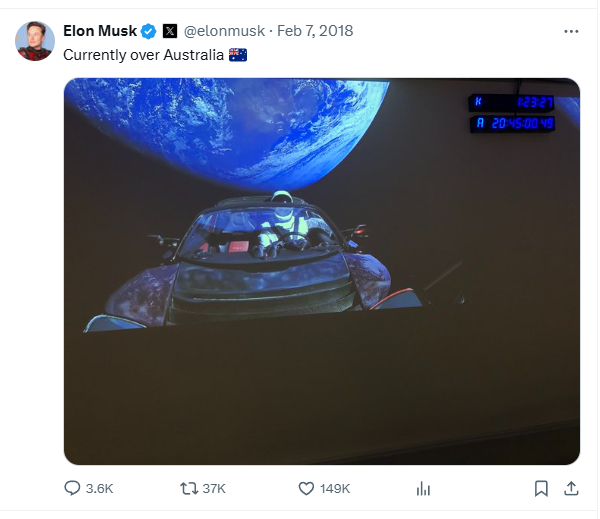 Elon Musk @elonmusk · Feb 7, 2018
Currently over Australia 🇦🇺
K 1:23:27
A 20:45:00 49
3.6K 37K 149K